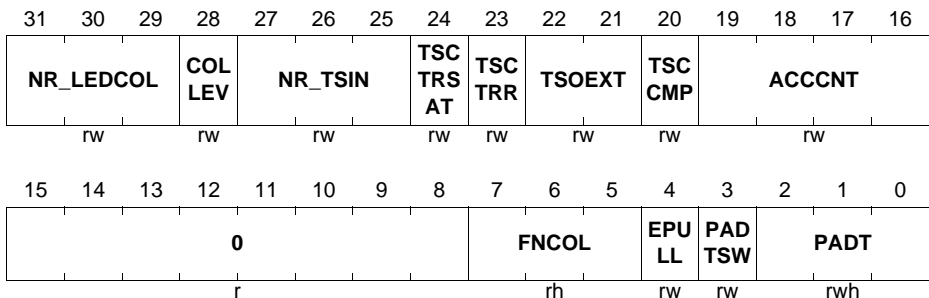 31 30 29 28 27 26 25 24 23 22 21 20 19 18 17 16
NR_LEDCOL COL LEV NR_TSIN TSC TRS AT TSC TRR TSOEXT TSC CMP ACCCNT
rw rw rw rw rw rw rw rw
15 14 13 12 11 10 9 8 7 6 5 4 3 2 1 0
0 FNCOL EPU LL PAD TSW PADT
r rh rw rw rwh